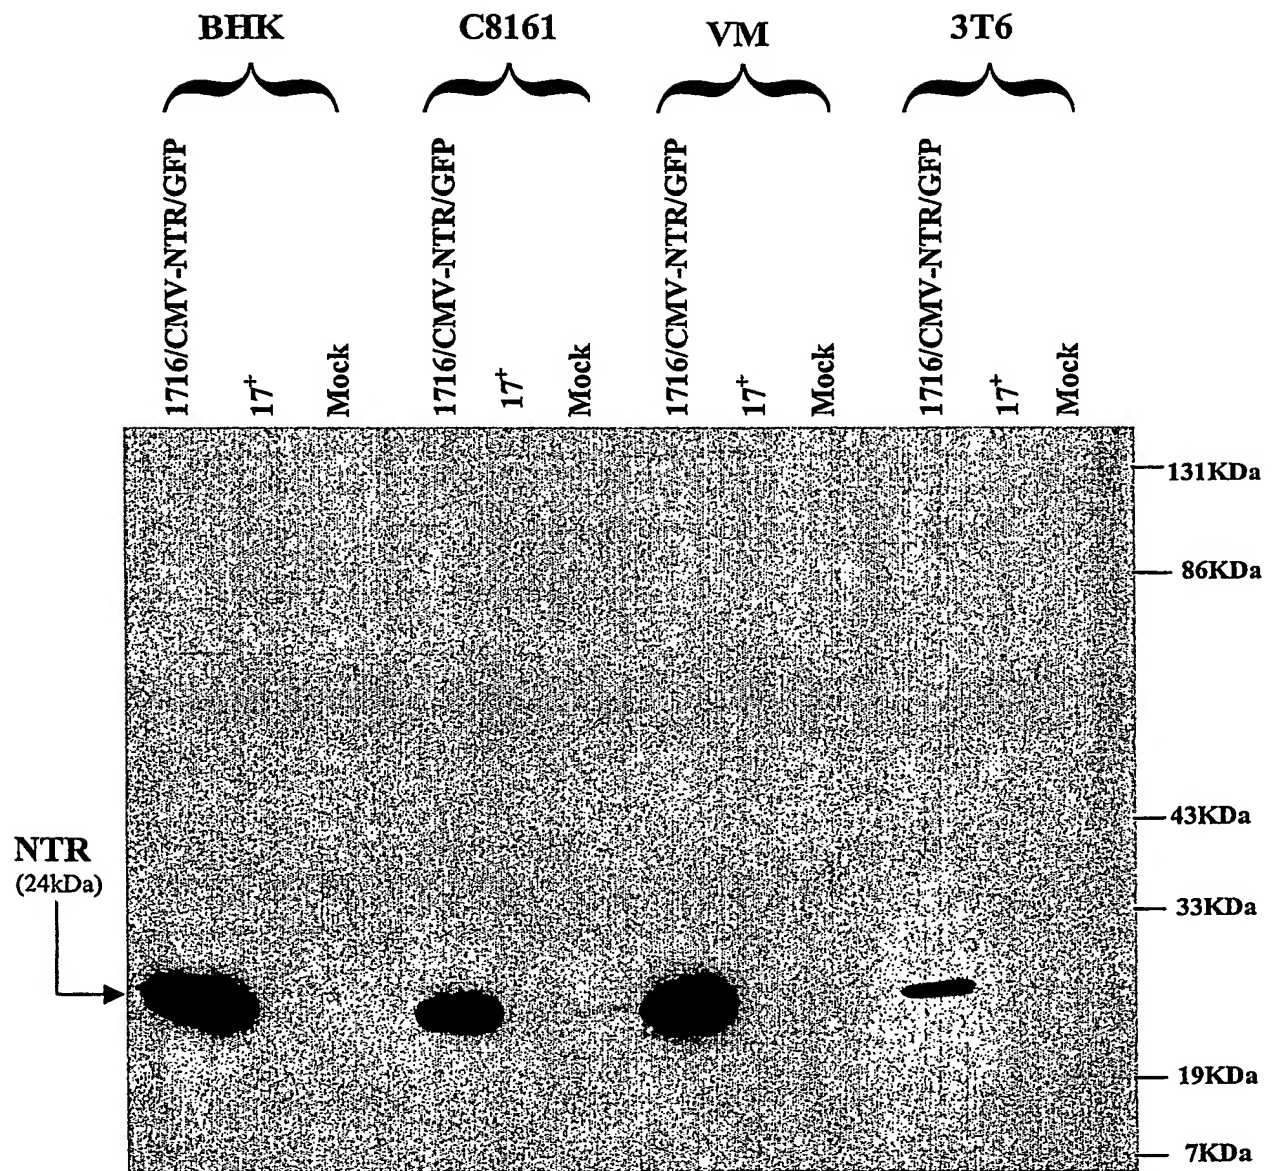 BHK
C8161
VM
3T6
1716/CMV-NTR/GFP
17+
Mock
1716/CMV-NTR/GFP
17+
Mock
1716/CMV-NTR/GFP
17+
Mock
1716/CMV-NTR/GFP
17+
Mock
131KDa
86KDa
43KDa
NTR
(24kDa)
33KDa
19KDa
7KDa